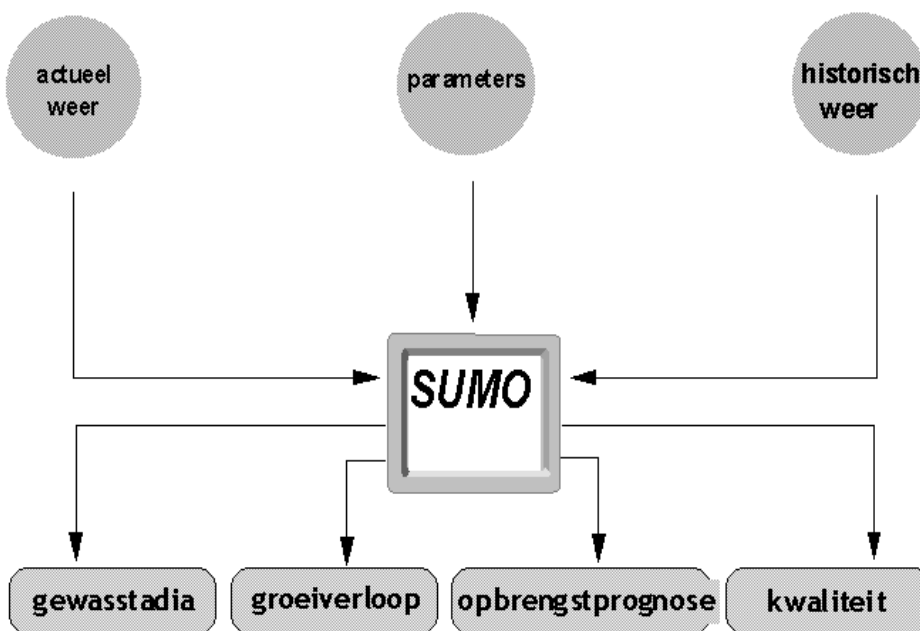 actueel
weer
parameters
historisch
weer
SUMO
gewasstadia
groeiverloop
opbrengstprognose
kwaliteit